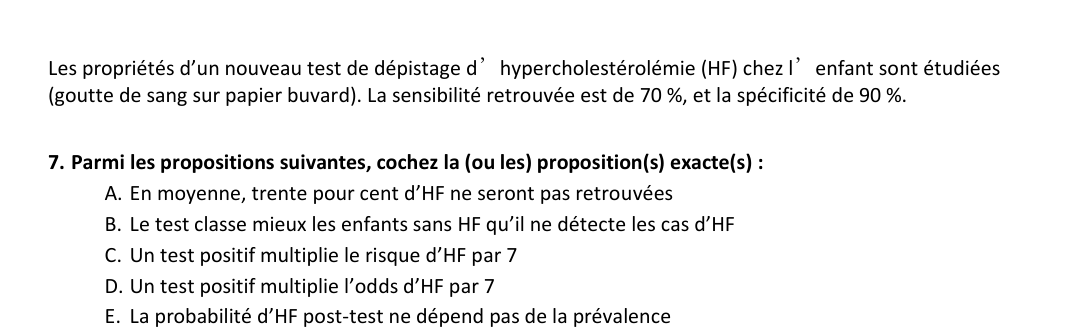 Les propriétés d’un nouveau test de dépistage d’ hypercholestérolémie (HF) chez l’ enfant sont étudiées
(goutte de sang sur papier buvard). La sensibilité retrouvée est de 70 %, et la spécificité de 90 %.
7. Parmi les propositions suivantes, cochez la (ou les) proposition(s) exacte(s) :
A. En moyenne, trente pour cent d’HF ne seront pas retrouvées
B. Le test classe mieux les enfants sans HF qu’il ne détecte les cas d’HF
C. Un test positif multiplie le risque d’HF par 7
D. Un test positif multiplie l’odds d’HF par 7
E. La probabilité d’HF post-test ne dépend pas de la prévalence